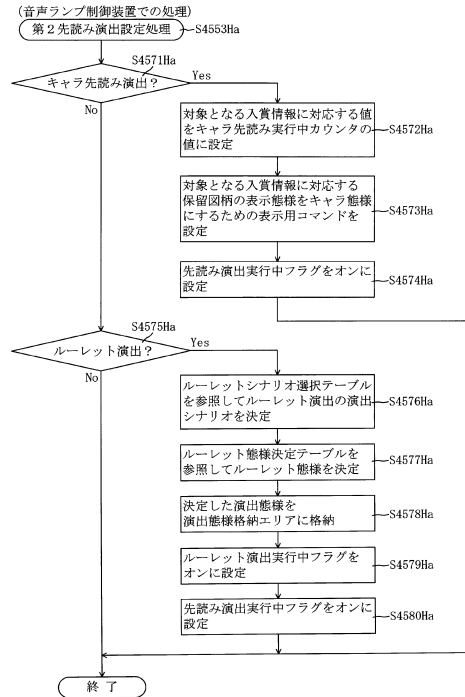 (音声ランプ制御装置での処理)
第2先読み演出設定処理
S4553Ha
S4571Ha
キャラ先読み演出?
Yes
No
対象となる入賞情報に対応する値
をキャラ先読み実行中カウンタの
値に設定
S4572Ha
対象となる入賞情報に対応する
保留図柄の表示態様をキャラ態様
にするための表示用コマンドを
設定
S4573Ha
先読み演出実行中フラグをオンに
設定
S4574Ha
S4575Ha
ルーレット演出?
Yes
No
ルーレットシナリオ選択テーブル
を参照してルーレット演出の演出
シナリオを決定
S4576Ha
ルーレット態様決定テーブルを
参照してルーレット態様を決定
S4577Ha
決定した演出態様を
演出態様格納エリアに格納
S4578Ha
ルーレット演出実行中フラグを
オンに設定
S4579Ha
先読み演出実行中フラグをオンに
設定
S4580Ha
終了